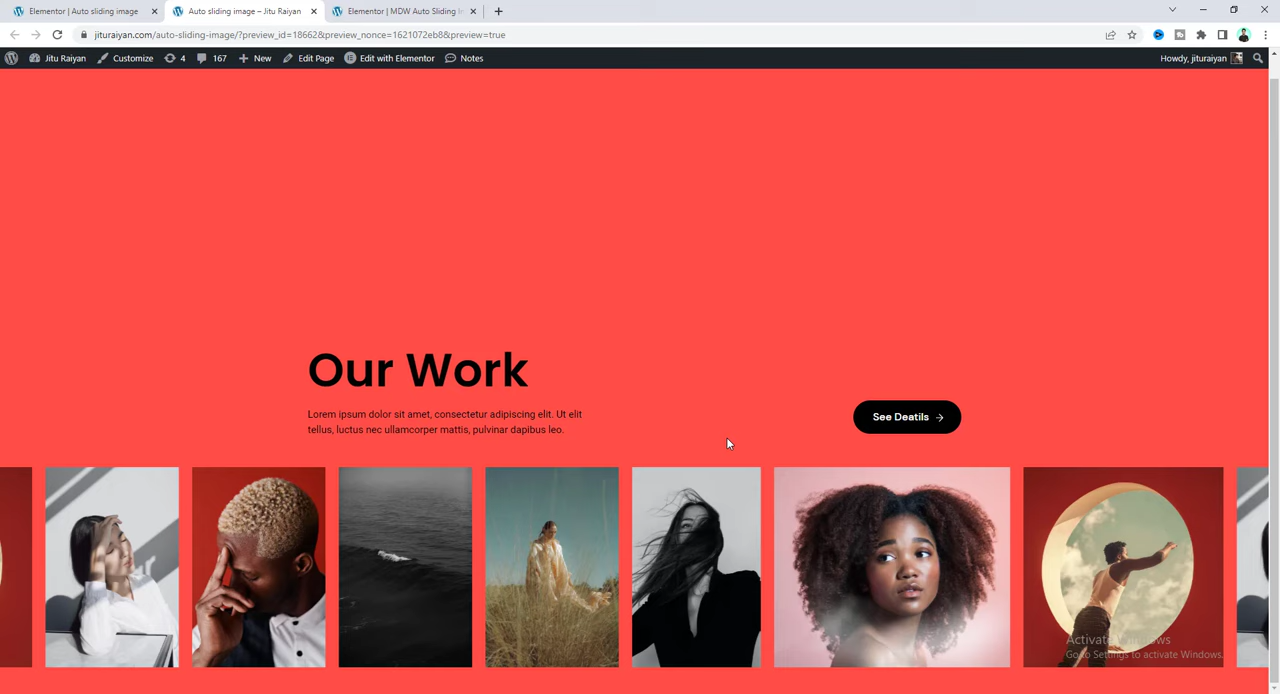 Elementor | Auto sliding image
Auto sliding image – Jitu Raiyan
Elementor | MDW Auto Sliding I
jituraiyan.com/auto-sliding-image/?preview_id=18662&preview_nonce=1621072eb8&preview=true
Jitu Raiyan
Customize
4
167
New
Edit Page
Edit with Elementor
Notes
Howdy, jituraiyan
Our Work
Lorem ipsum dolor sit amet, consectetur adipiscing elit. Ut elit
tellus, luctus nec ullamcorper mattis, pulvinar dapibus leo.
See Deatils →
Activate Windows
Go to Settings to activate Windows.